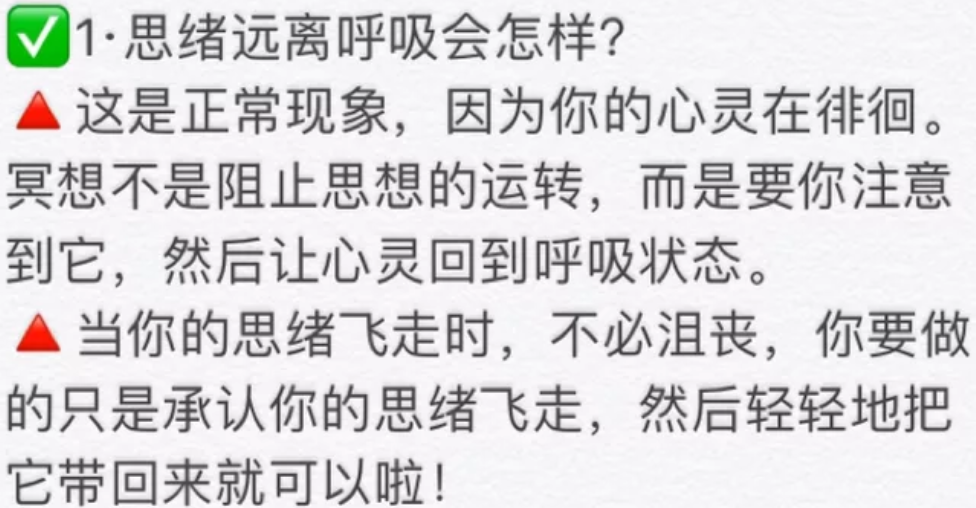 ✅1·思绪远离呼吸会怎样?
🔺这是正常现象，因为你的心灵在徘徊。
冥想不是阻止思想的运转，而是要你注意
到它，然后让心灵回到呼吸状态。
🔺当你的思绪飞走时，不必沮丧，你要做
的只是承认你的思绪飞走，然后轻轻地把
它带回来就可以啦！